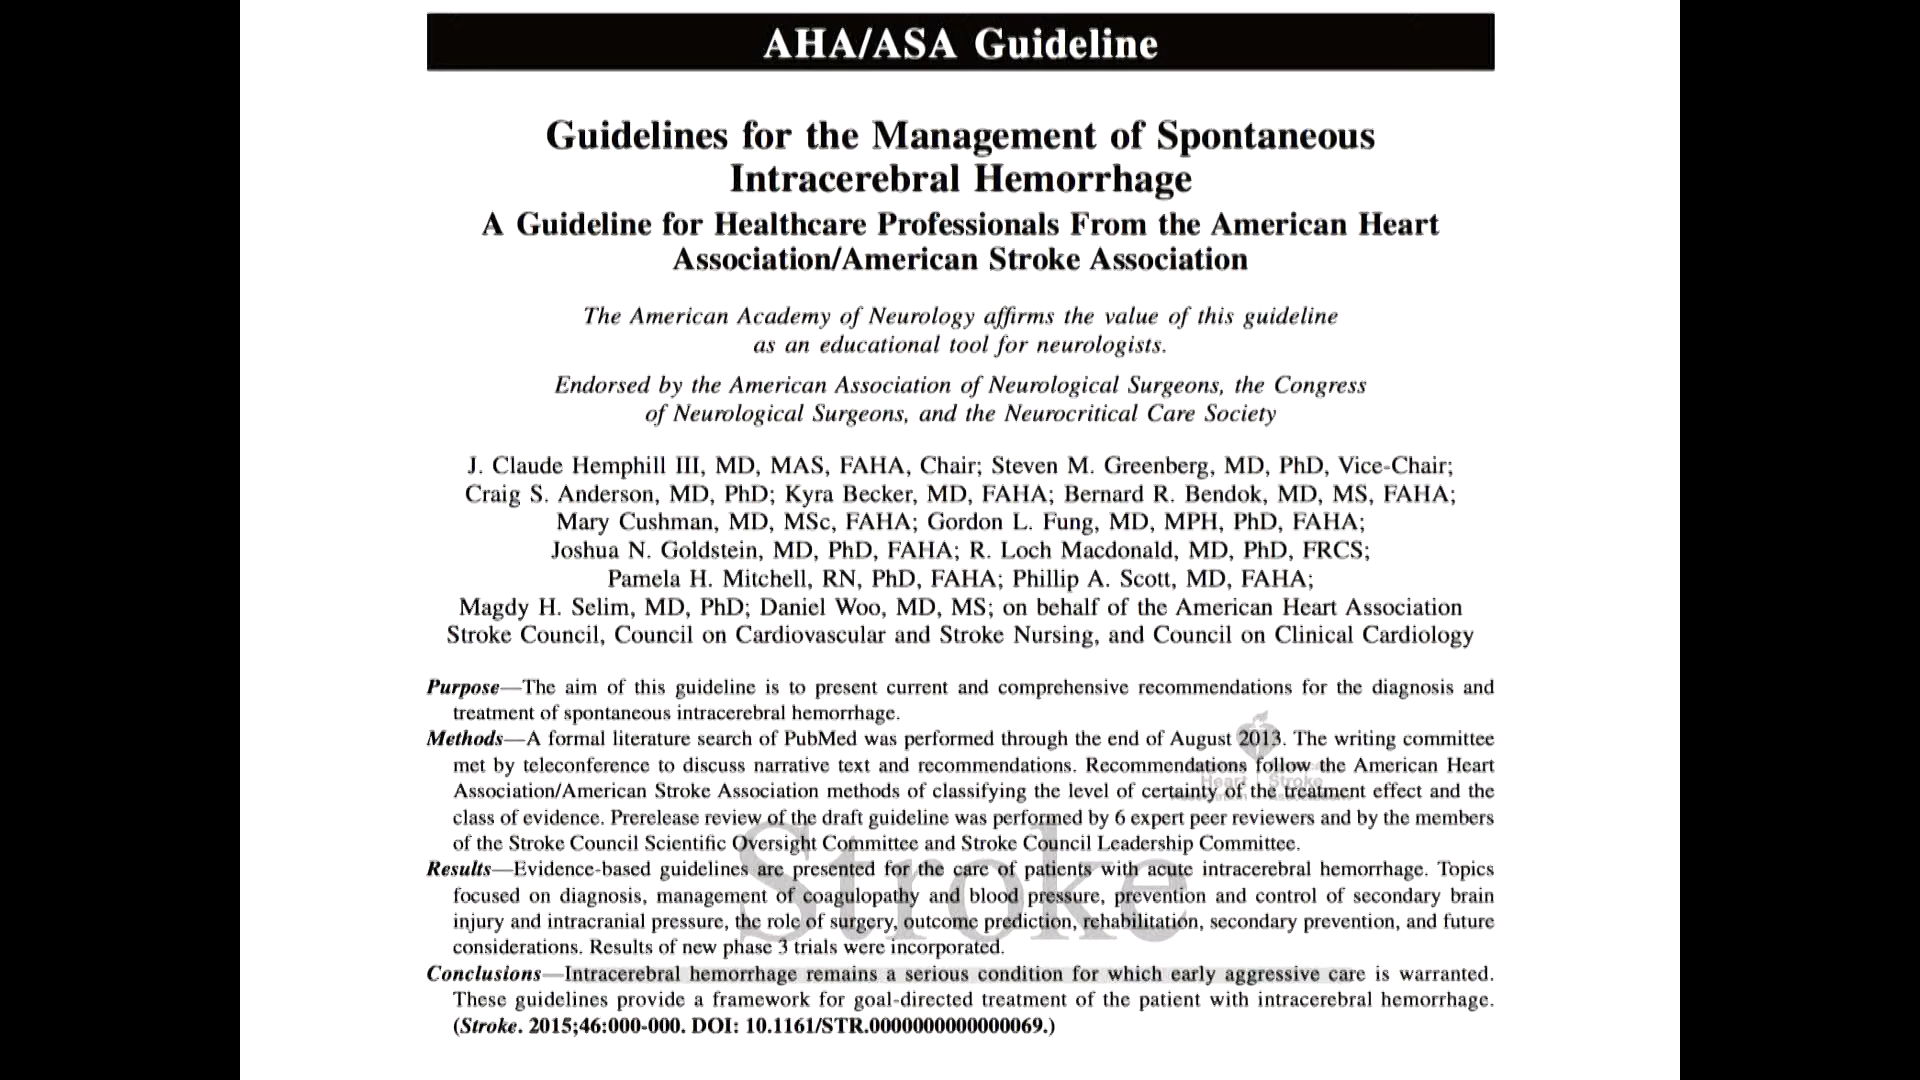 AHA/ASA Guideline
Guidelines for the Management of Spontaneous
Intracerebral Hemorrhage
A Guideline for Healthcare Professionals From the American Heart
Association/American Stroke Association
The American Academy of Neurology affirms the value of this guideline
as an educational tool for neurologists.
Endorsed by the American Association of Neurological Surgeons, the Congress
of Neurological Surgeons, and the Neurocritical Care Society
J. Claude Hemphill III, MD, MAS, FAHA, Chair; Steven M. Greenberg, MD, PhD, Vice-Chair;
Craig S. Anderson, MD, PhD; Kyra Becker, MD, FAHA; Bernard R. Bendok, MD, MS, FAHA;
Mary Cushman, MD, MSc, FAHA; Gordon L. Fung, MD, MPH, PhD, FAHA;
Joshua N. Goldstein, MD, PhD, FAHA; R. Loch Macdonald, MD, PhD, FRCS;
Pamela H. Mitchell, RN, PhD, FAHA; Phillip A. Scott, MD, FAHA;
Magdy H. Selim, MD, PhD; Daniel Woo, MD, MS; on behalf of the American Heart Association
Stroke Council, Council on Cardiovascular and Stroke Nursing, and Council on Clinical Cardiology
Purpose—The aim of this guideline is to present current and comprehensive recommendations for the diagnosis and
treatment of spontaneous intracerebral hemorrhage.
Methods—A formal literature search of PubMed was performed through the end of August 2013. The writing committee
met by teleconference to discuss narrative text and recommendations. Recommendations follow the American Heart
Association/American Stroke Association methods of classifying the level of certainty of the treatment effect and the
class of evidence. Prerelease review of the draft guideline was performed by 6 expert peer reviewers and by the members
of the Stroke Council Scientific Oversight Committee and Stroke Council Leadership Committee.
Results—Evidence-based guidelines are presented for the care of patients with acute intracerebral hemorrhage. Topics
focused on diagnosis, management of coagulopathy and blood pressure, prevention and control of secondary brain
injury and intracranial pressure, the role of surgery, outcome prediction, rehabilitation, secondary prevention, and future
considerations. Results of new phase 3 trials were incorporated.
Conclusions—Intracerebral hemorrhage remains a serious condition for which early aggressive care is warranted.
These guidelines provide a framework for goal-directed treatment of the patient with intracerebral hemorrhage.
(Stroke. 2015;46:000-000. DOI: 10.1161/STR.0000000000000069.)
Heart Stroke
Stroke